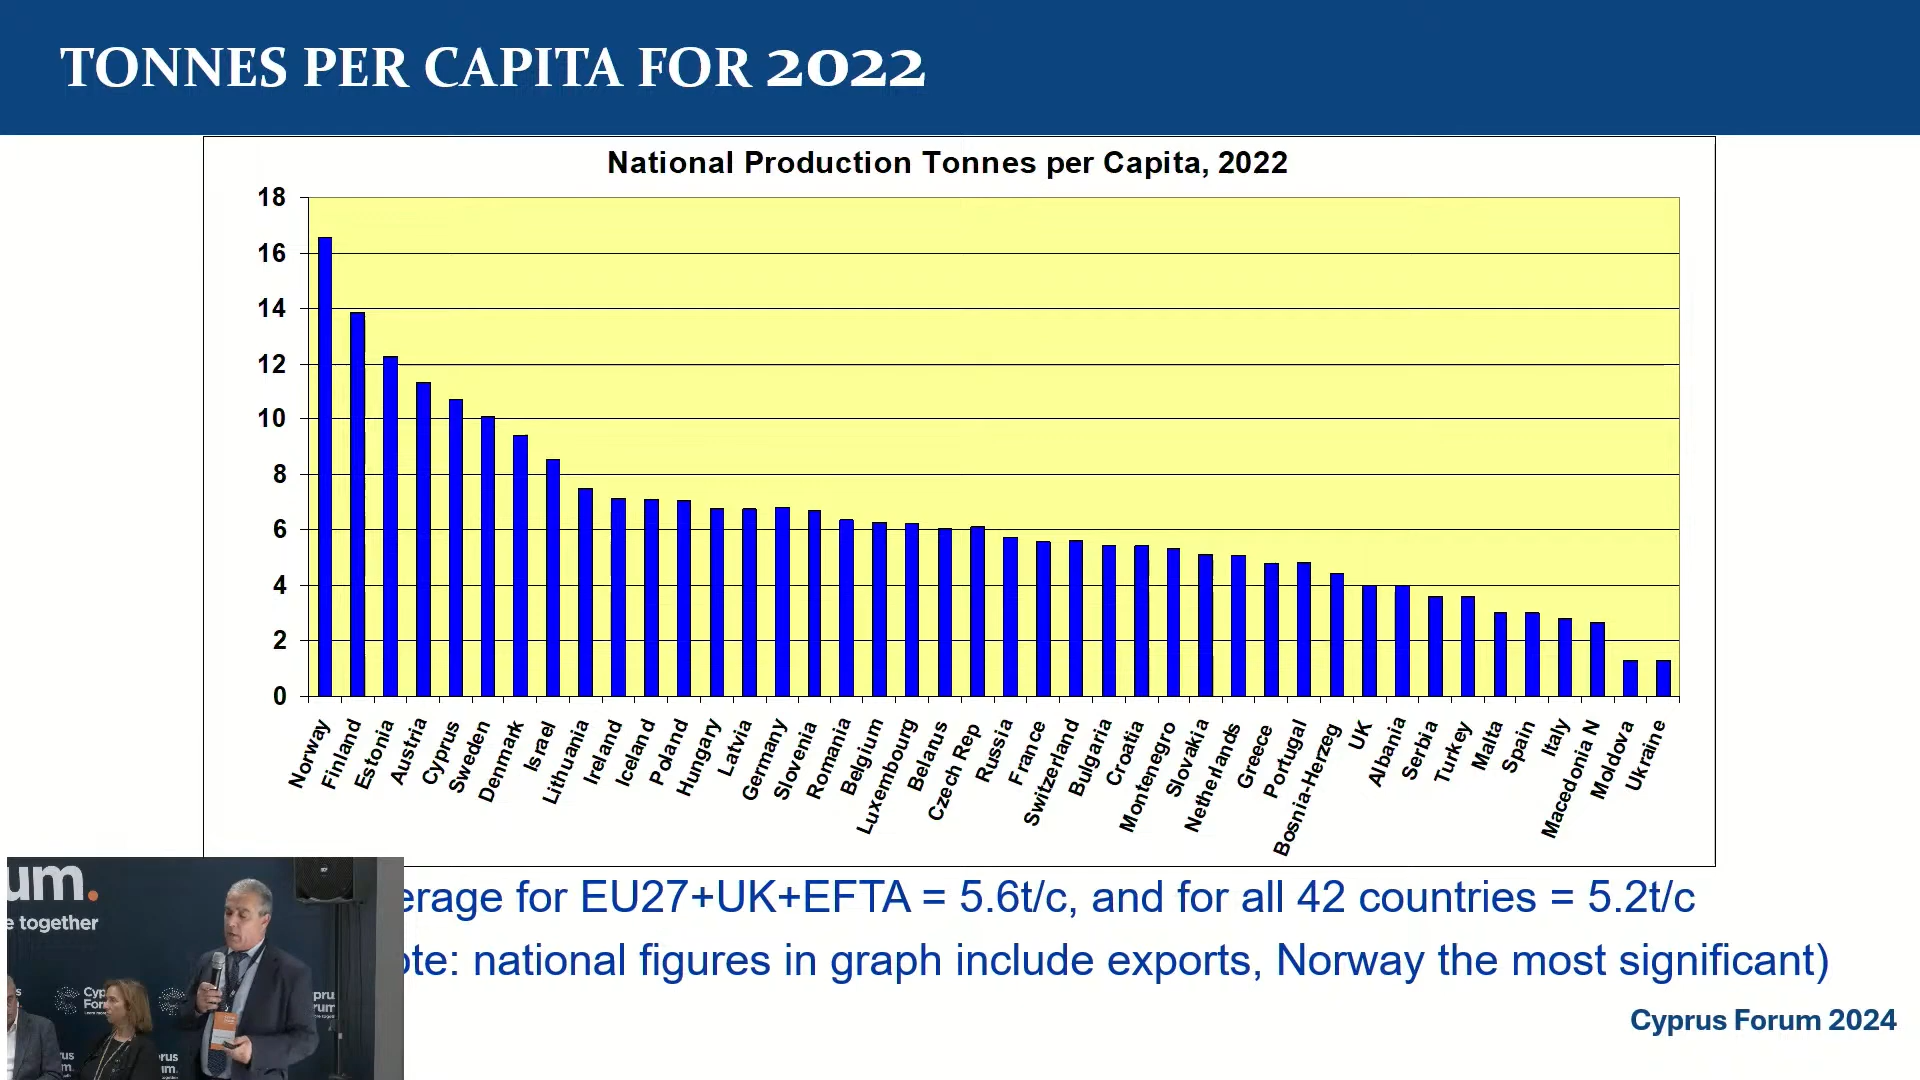 TONNES PER CAPITA FOR 2022
National Production Tonnes per Capita, 2022
18
16
14
12
10
8
6
4
2
0
Norway
Finland
Estonia
Austria
Cyprus
Sweden
Denmark
Israel
Lithuania
Ireland
Iceland
Poland
Hungary
Latvia
Germany
Slovenia
Romania
Belgium
Luxembourg
Belarus
Czech Rep
Russia
France
Switzerland
Bulgaria
Croatia
Montenegro
Slovakia
Netherlands
Greece
Portugal
Bosnia-Herzeg
UK
Albania
Serbia
Turkey
Malta
Spain
Italy
Macedonia N
Moldova
Ukraine
erage for EU27+UK+EFTA = 5.6t/c, and for all 42 countries = 5.2t/c
ote: national figures in graph include exports, Norway the most significant)
Cyprus Forum 2024
um.
e together